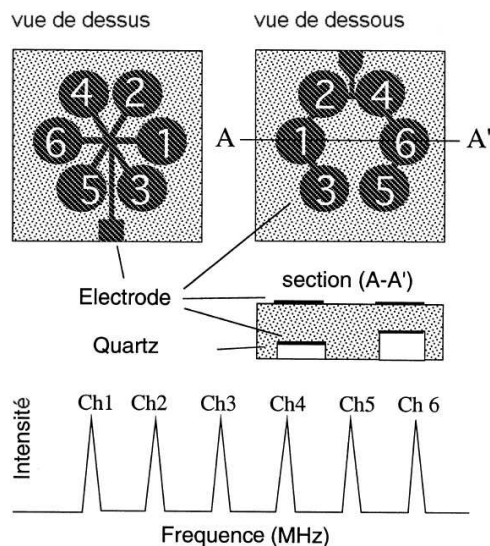 vue de dessus
vue de dessous
4 2
6 1
5 3
2 4
A 1 6 A'
3 5
section (A-A')
Electrode
Quartz
Intensité
Ch1 Ch2 Ch3 Ch4 Ch5 Ch 6
Frequence (MHz)